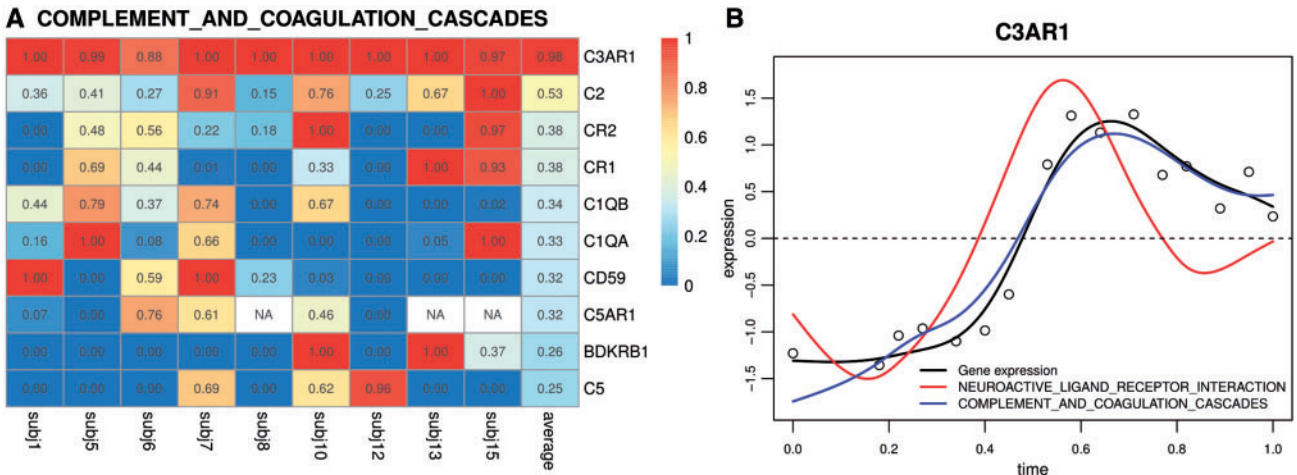 A COMPLEMENT_AND_COAGULATION_CASCADES
1.00 0.99 0.88 1.00 1.00 1.00 1.00 1.00 0.97 0.98 C3AR1
0.36 0.41 0.27 0.91 0.15 0.76 0.25 0.67 1.00 0.53 C2
0.00 0.48 0.56 0.22 0.18 1.00 0.00 0.00 0.97 0.38 CR2
0.00 0.69 0.44 0.01 0.00 0.33 0.00 1.00 0.93 0.38 CR1
0.44 0.79 0.37 0.74 0.00 0.67 0.00 0.00 0.02 0.34 C1QB
0.16 1.00 0.08 0.66 0.00 0.00 0.00 0.05 1.00 0.33 C1QA
1.00 0.00 0.59 1.00 0.23 0.03 0.00 0.00 0.00 0.32 CD59
0.07 0.00 0.76 0.61 NA 0.46 0.00 NA NA 0.32 C5AR1
0.00 0.00 0.00 0.00 0.00 1.00 0.00 1.00 0.37 0.26 BDKRB1
0.00 0.00 0.00 0.69 0.00 0.62 0.96 0.00 0.00 0.25 C5
subj1 subj5 subj6 subj7 subj8 subj10 subj12 subj13 subj15 average
1
0.8
0.6
0.4
0.2
0
B
C3AR1
expression
1.5
1.0
0.5
0.0
−0.5
−1.0
−1.5
Gene expression
NEUROACTIVE_LIGAND_RECEPTOR_INTERACTION
COMPLEMENT_AND_COAGULATION_CASCADES
0.0 0.2 0.4 0.6 0.8 1.0
time